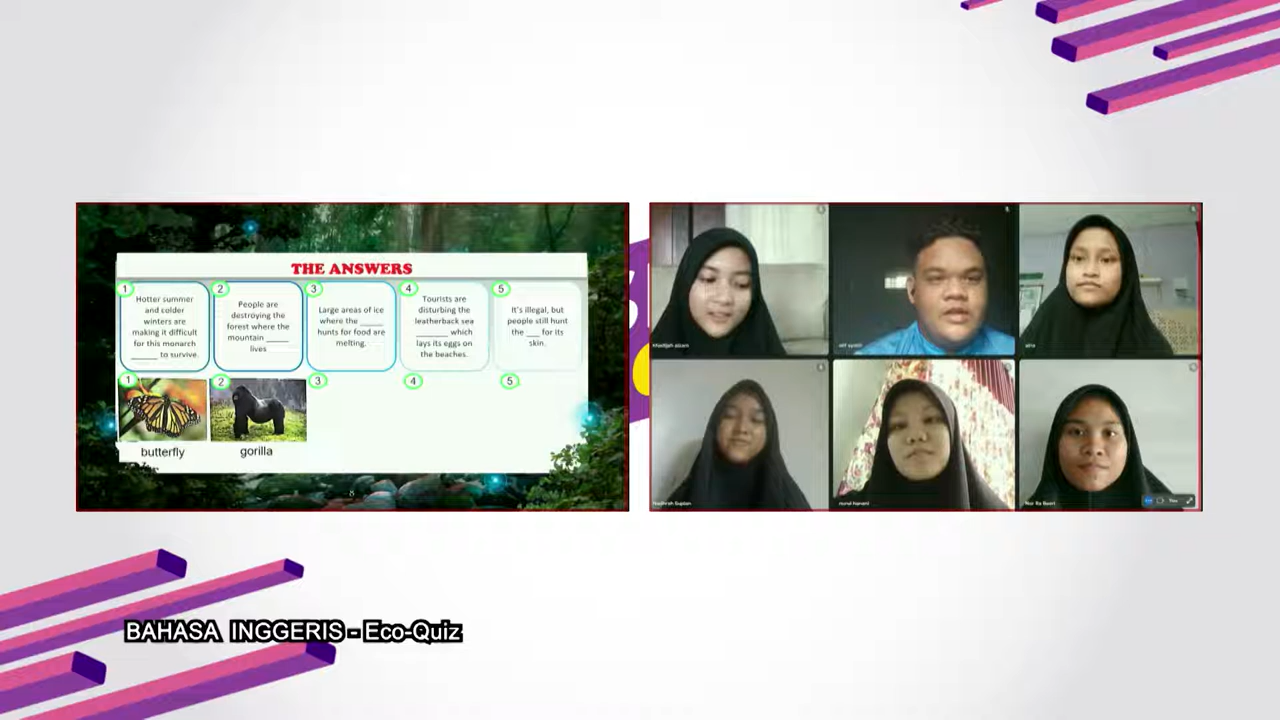 THE ANSWERS
1
Hotter summer
and colder
winters are
making it difficult
for this monarch
______ to survive.
2
People are
destroying the
forest where the
mountain _____
lives
3
Large areas of ice
where the _____
hunts for food are
melting.
4
Tourists are
disturbing the
leatherback sea
_______ which
lays its eggs on
the beaches.
5
It's illegal, but
people still hunt
the ___ for its
skin.
1
2
3
4
5
butterfly
gorilla
8
BAHASA INGGERIS - Eco-Quiz